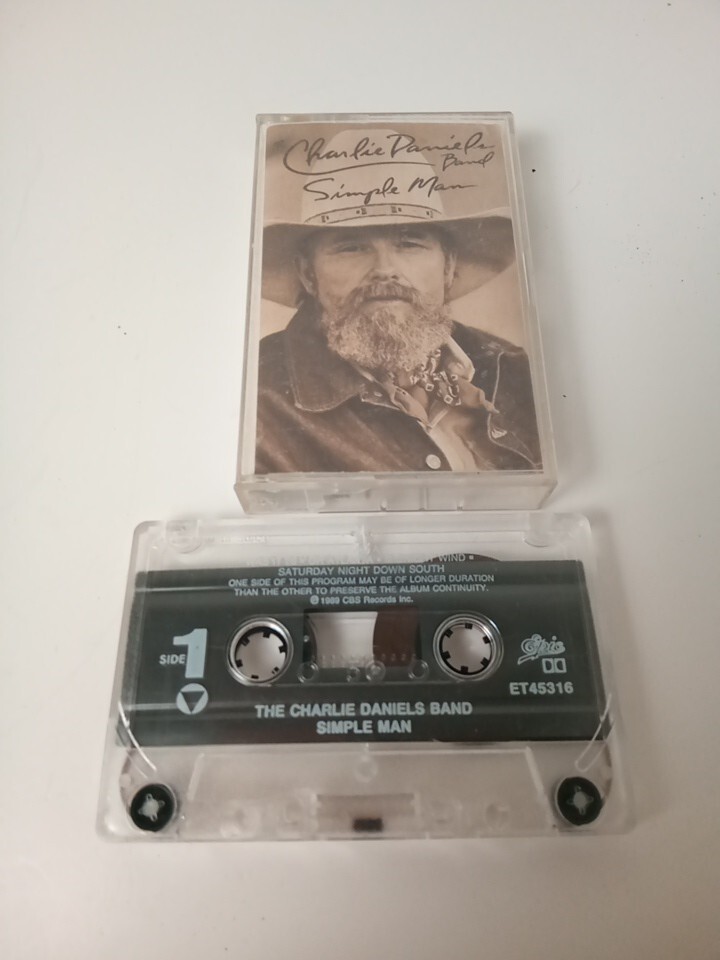 Charlie Daniels
Band
Simple Man
WIND •
SATURDAY NIGHT DOWN SOUTH
ONE SIDE OF THIS PROGRAM MAY BE OF LONGER DURATION
THAN THE OTHER TO PRESERVE THE ALBUM CONTINUITY.
℗ 1989 CBS Records Inc.
SIDE 1
Epic
ET45316
THE CHARLIE DANIELS BAND
SIMPLE MAN